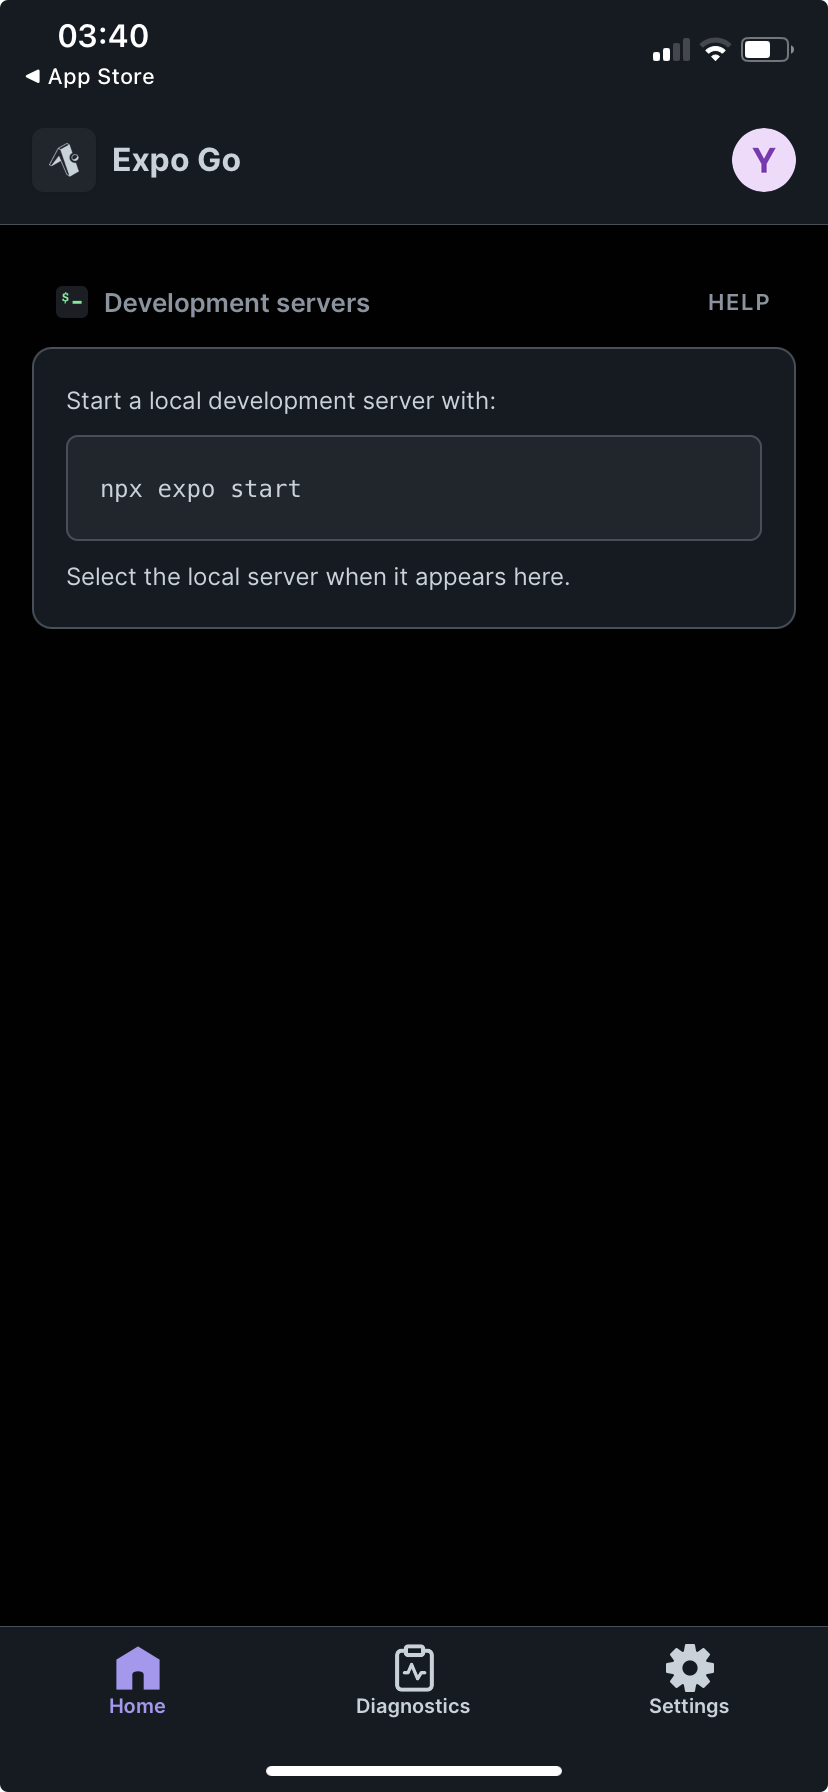 03:40
◀ App Store
Expo Go
Y
$
Development servers
HELP
Start a local development server with:
npx expo start
Select the local server when it appears here.
Home
Diagnostics
Settings